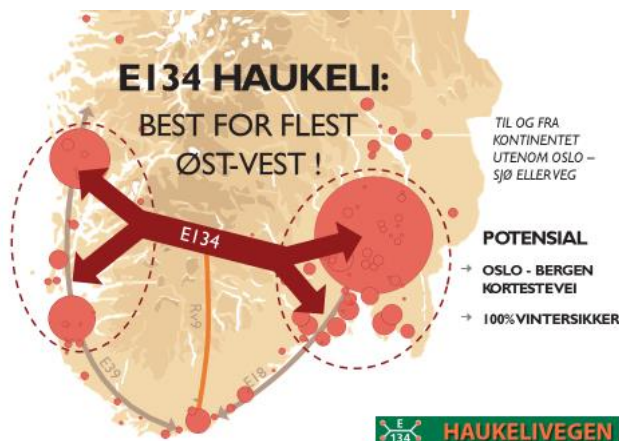 E134 HAUKELI:
BEST FOR FLEST
ØST-VEST !
TIL OG FRA
KONTINENTET
UTENOM OSLO –
SJØ ELLER VEG
E134
POTENSIAL
→ OSLO - BERGEN
KORTESTEVEI
→ 100% VINTERSIKKER
Rv9
E39
E18
E
134
HAUKELIVEGEN